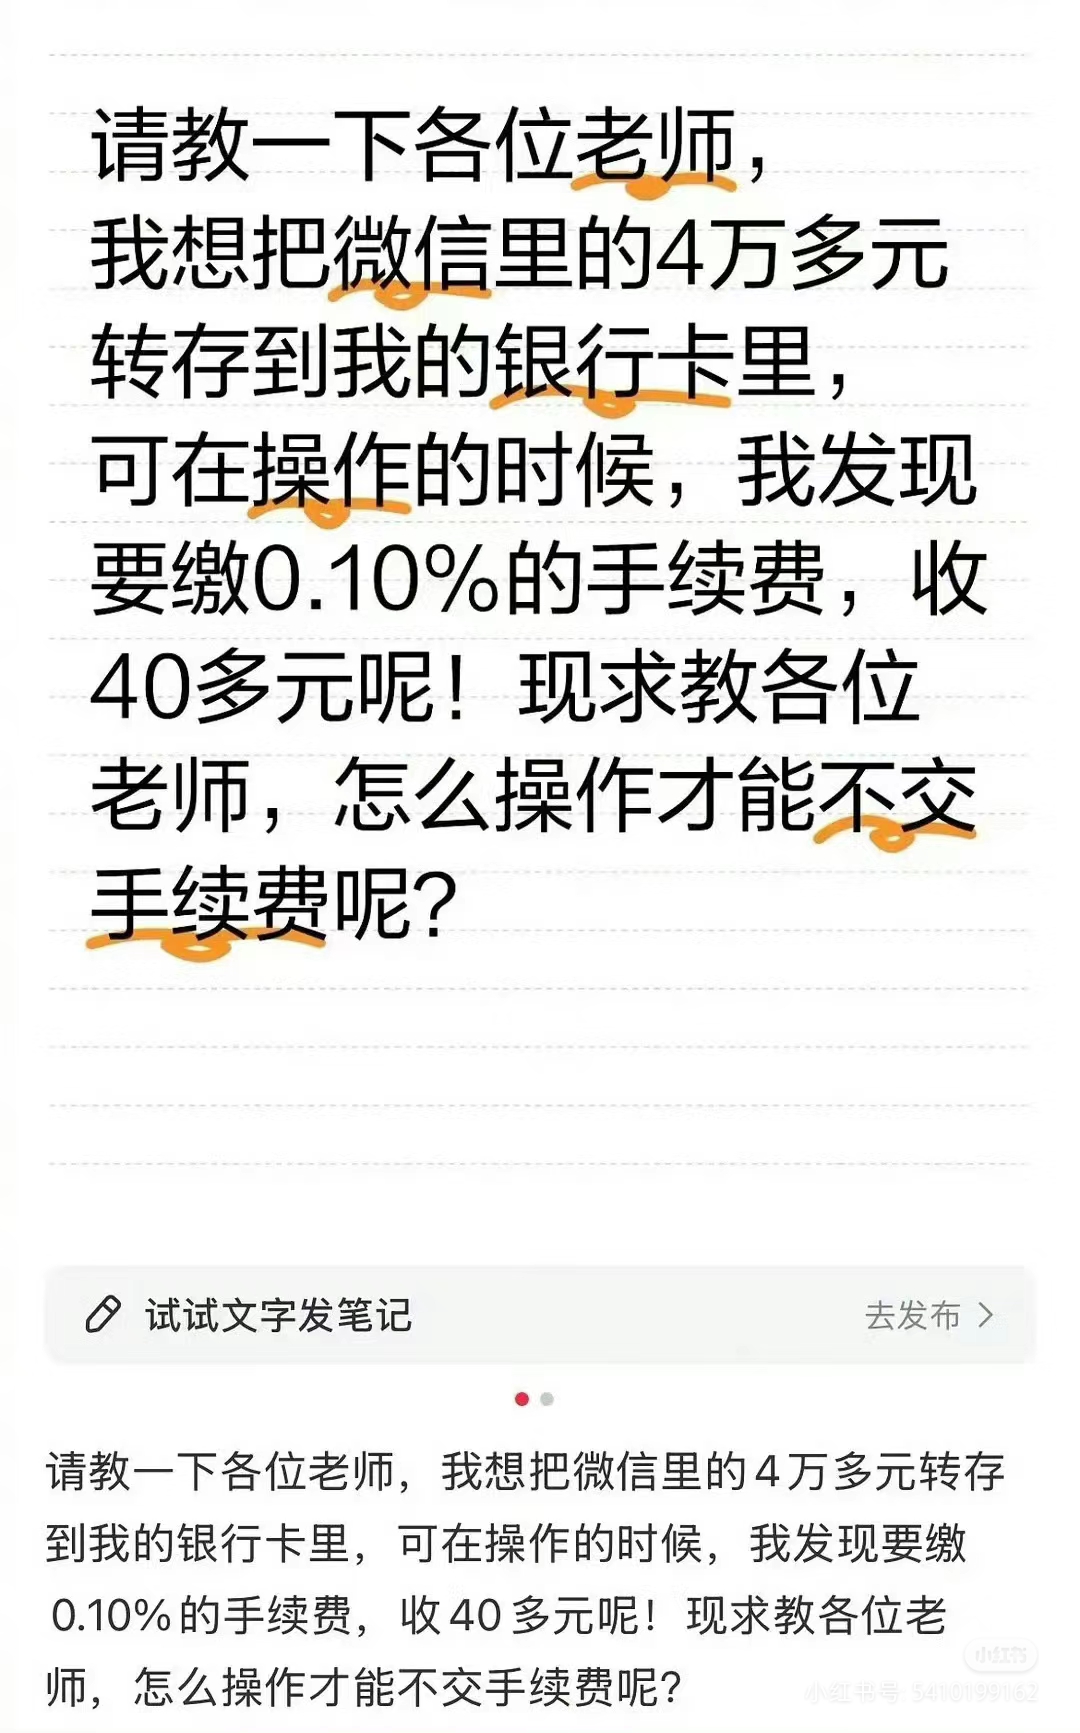 请教一下各位老师，
我想把微信里的4万多元
转存到我的银行卡里，
可在操作的时候，我发现
要缴0.10%的手续费，收
40多元呢！现求教各位
老师，怎么操作才能不交
手续费呢？
试试文字发笔记 去发布
请教一下各位老师，我想把微信里的4万多元转存
到我的银行卡里，可在操作的时候，我发现要缴
0.10%的手续费，收40多元呢！现求教各位老
师，怎么操作才能不交手续费呢？
小红书
小红书号: 5410199162